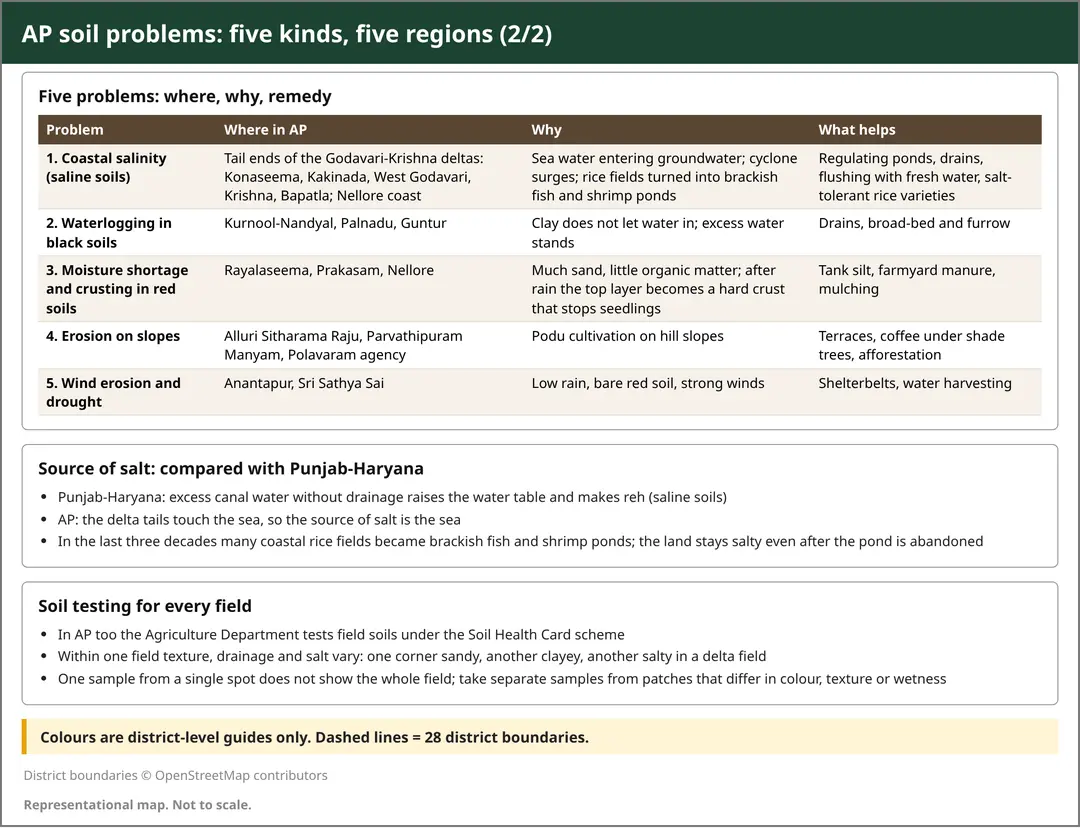 AP soil problems: five kinds, five regions (2/2)
Five problems: where, why, remedy
Problem Where in AP Why What helps
1. Coastal salinity (saline soils) Tail ends of the Godavari-Krishna deltas: Konaseema, Kakinada, West Godavari, Krishna, Bapatla; Nellore coast Sea water entering groundwater; cyclone surges; rice fields turned into brackish fish and shrimp ponds Regulating ponds, drains, flushing with fresh water, salt-tolerant rice varieties
2. Waterlogging in black soils Kurnool-Nandyal, Palnadu, Guntur Clay does not let water in; excess water stands Drains, broad-bed and furrow
3. Moisture shortage and crusting in red soils Rayalaseema, Prakasam, Nellore Much sand, little organic matter; after rain the top layer becomes a hard crust that stops seedlings Tank silt, farmyard manure, mulching
4. Erosion on slopes Alluri Sitharama Raju, Parvathipuram Manyam, Polavaram agency Podu cultivation on hill slopes Terraces, coffee under shade trees, afforestation
5. Wind erosion and drought Anantapur, Sri Sathya Sai Low rain, bare red soil, strong winds Shelterbelts, water harvesting
Source of salt: compared with Punjab-Haryana
• Punjab-Haryana: excess canal water without drainage raises the water table and makes reh (saline soils)
• AP: the delta tails touch the sea, so the source of salt is the sea
• In the last three decades many coastal rice fields became brackish fish and shrimp ponds; the land stays salty even after the pond is abandoned
Soil testing for every field
• In AP too the Agriculture Department tests field soils under the Soil Health Card scheme
• Within one field texture, drainage and salt vary: one corner sandy, another clayey, another salty in a delta field
• One sample from a single spot does not show the whole field; take separate samples from patches that differ in colour, texture or wetness
Colours are district-level guides only. Dashed lines = 28 district boundaries.
District boundaries © OpenStreetMap contributors
Representational map. Not to scale.